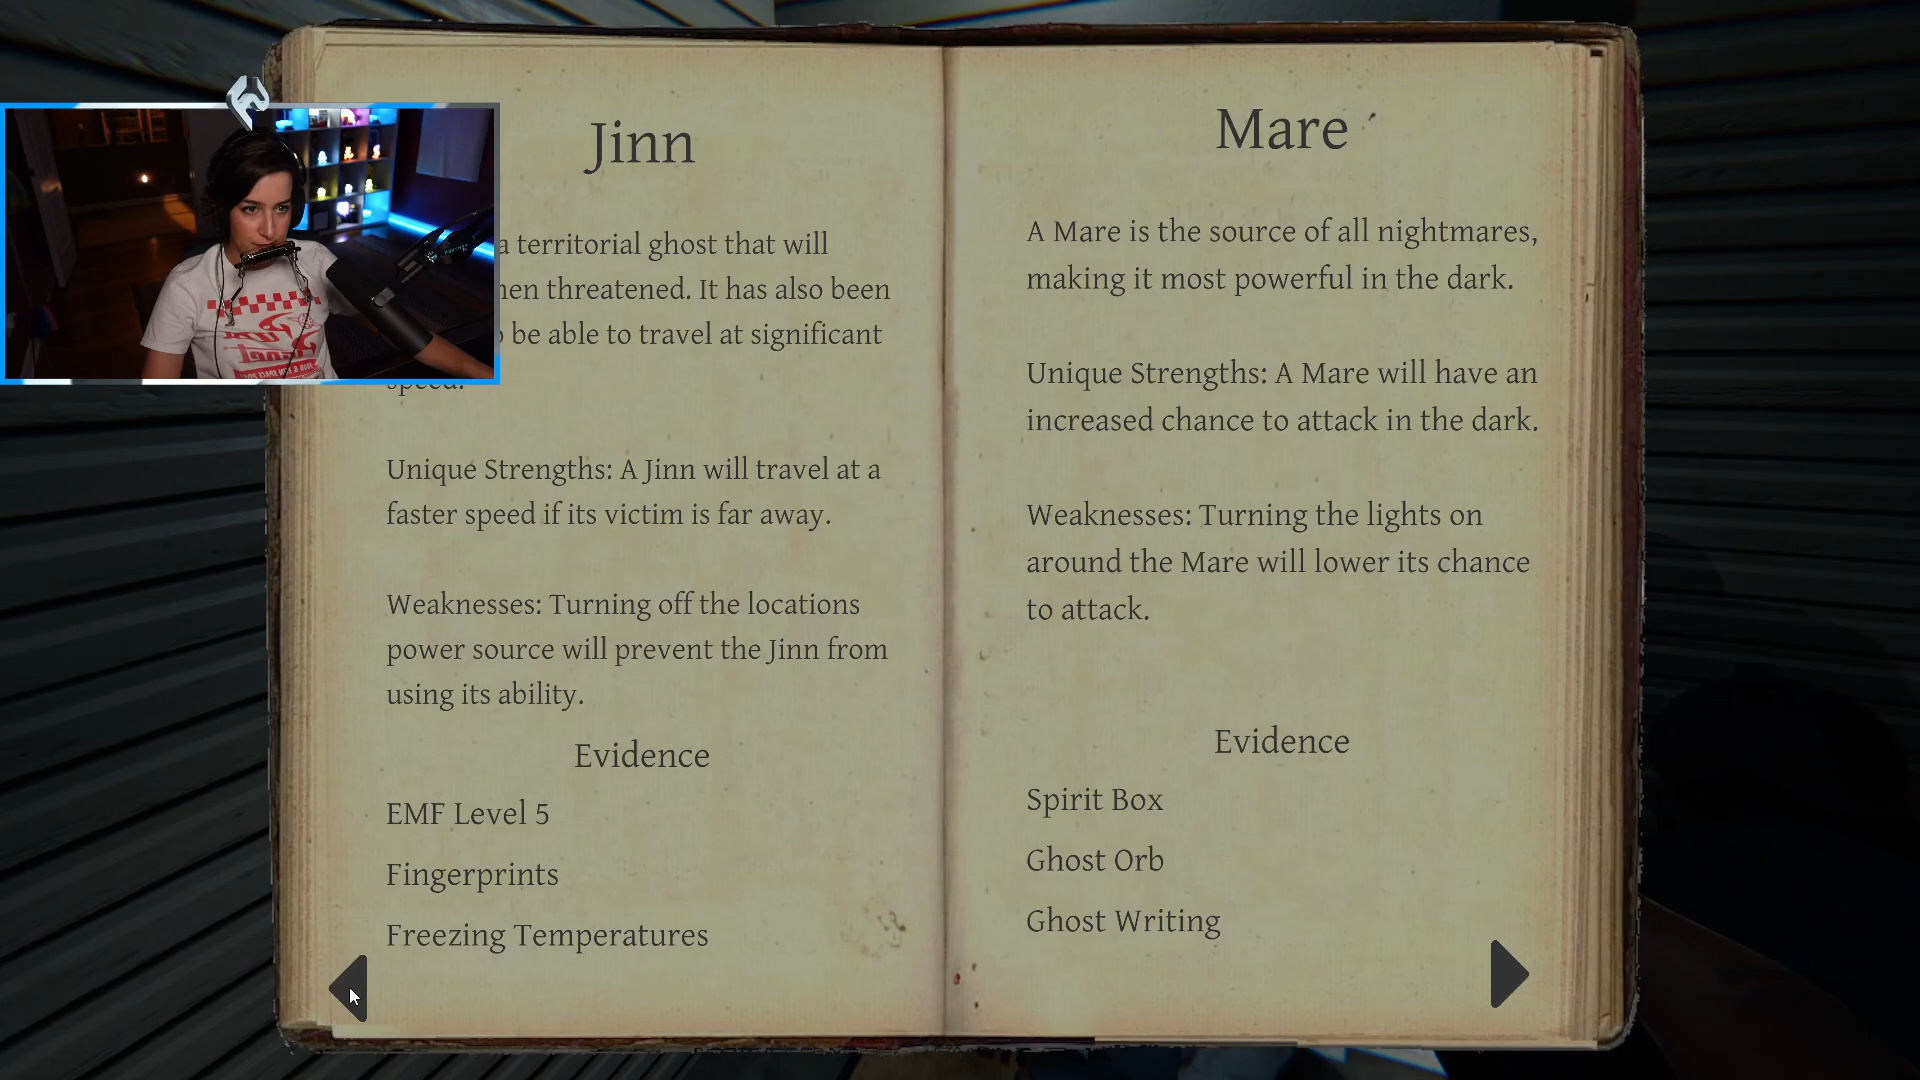 Jinn
a territorial ghost that will
threatened. It has also been
be able to travel at significant
speed.
Unique Strengths: A Jinn will travel at a
faster speed if its victim is far away.
Weaknesses: Turning off the locations
power source will prevent the Jinn from
using its ability.
Evidence
EMF Level 5
Fingerprints
Freezing Temperatures
Mare
A Mare is the source of all nightmares,
making it most powerful in the dark.
Unique Strengths: A Mare will have an
increased chance to attack in the dark.
Weaknesses: Turning the lights on
around the Mare will lower its chance
to attack.
Evidence
Spirit Box
Ghost Orb
Ghost Writing